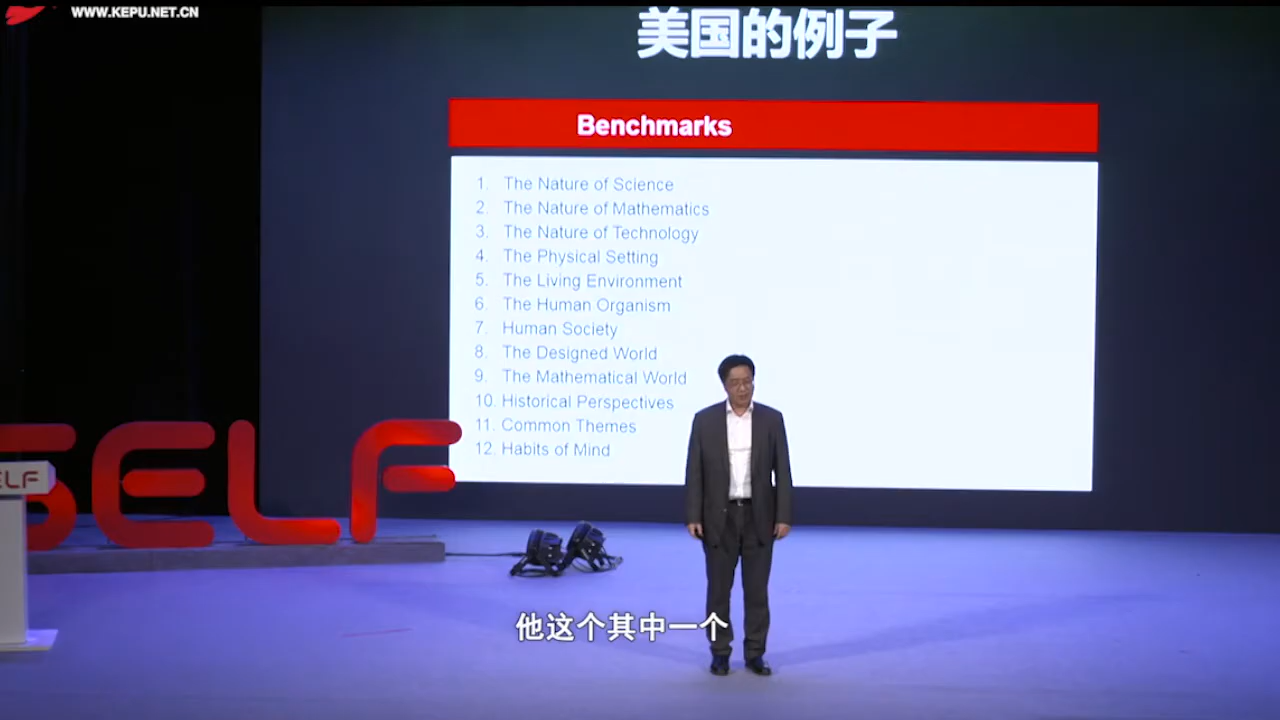 WWW.KEPU.NET.CN
美国的例子
Benchmarks
1. The Nature of Science
2. The Nature of Mathematics
3. The Nature of Technology
4. The Physical Setting
5. The Living Environment
6. The Human Organism
7. Human Society
8. The Designed World
9. The Mathematical World
10. Historical Perspectives
11. Common Themes
12. Habits of Mind
SELF
ELF
他这个其中一个